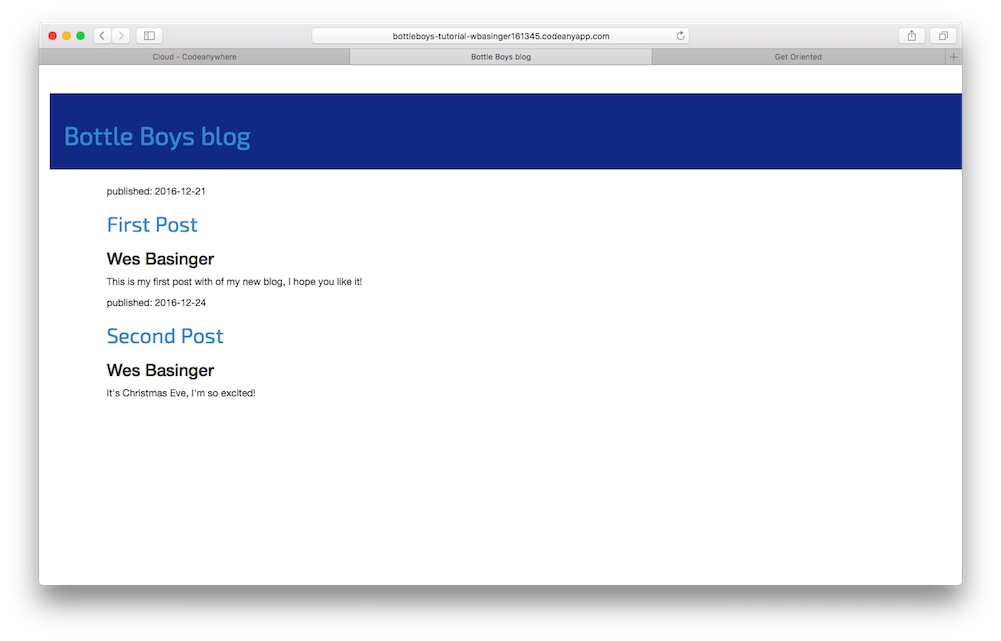 bottleboys-tutorial-wbasinger161345.codeanyapp.com
Cloud - Codeanywhere
Bottle Boys blog
Get Oriented
Bottle Boys blog
published: 2016-12-21
First Post
Wes Basinger
This is my first post with of my new blog, I hope you like it!
published: 2016-12-24
Second Post
Wes Basinger
It's Christmas Eve, I'm so excited!